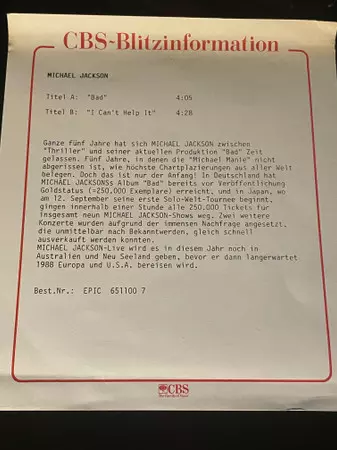 CBS-Blitzinformation
MICHAEL JACKSON
Titel A: "Bad" 4:05
Titel B: "I Can't Help It" 4:28
Ganze fünf Jahre hat sich MICHAEL JACKSON zwischen
"Thriller" und seiner aktuellen Produktion "Bad" Zeit
gelassen. Fünf Jahre, in denen die "Michael Manie" nicht
abgerissen ist, wie höchste Chartplazierungen aus aller Welt
belegen. Doch das ist nur der Anfang! In Deutschland hat
MICHAEL JACKSONSs Album "Bad" bereits vor Veröffentlichung
Goldstatus (=250,000 Exemplare) erreicht, und in Japan, wo
am 12. September seine erste Solo-Welt-Tournee beginnt,
gingen innerhalb einer Stunde alle 250.000 Tickets für
insgesamt neun MICHAEL JACKSON-Shows weg. Zwei weitere
Konzerte wurden aufgrund der immensen Nachfrage angesetzt,
die unmittelbar nach Bekanntwerden, gleich schnell
ausverkauft werden konnten.
MICHAEL JACKSON-Live wird es in diesem Jahr noch in
Australien und Neu Seeland geben, bevor er dann langerwartet
1988 Europa und U.S.A. bereisen wird.
Best.Nr.: EPIC 651100 7
CBS
The Family of Music